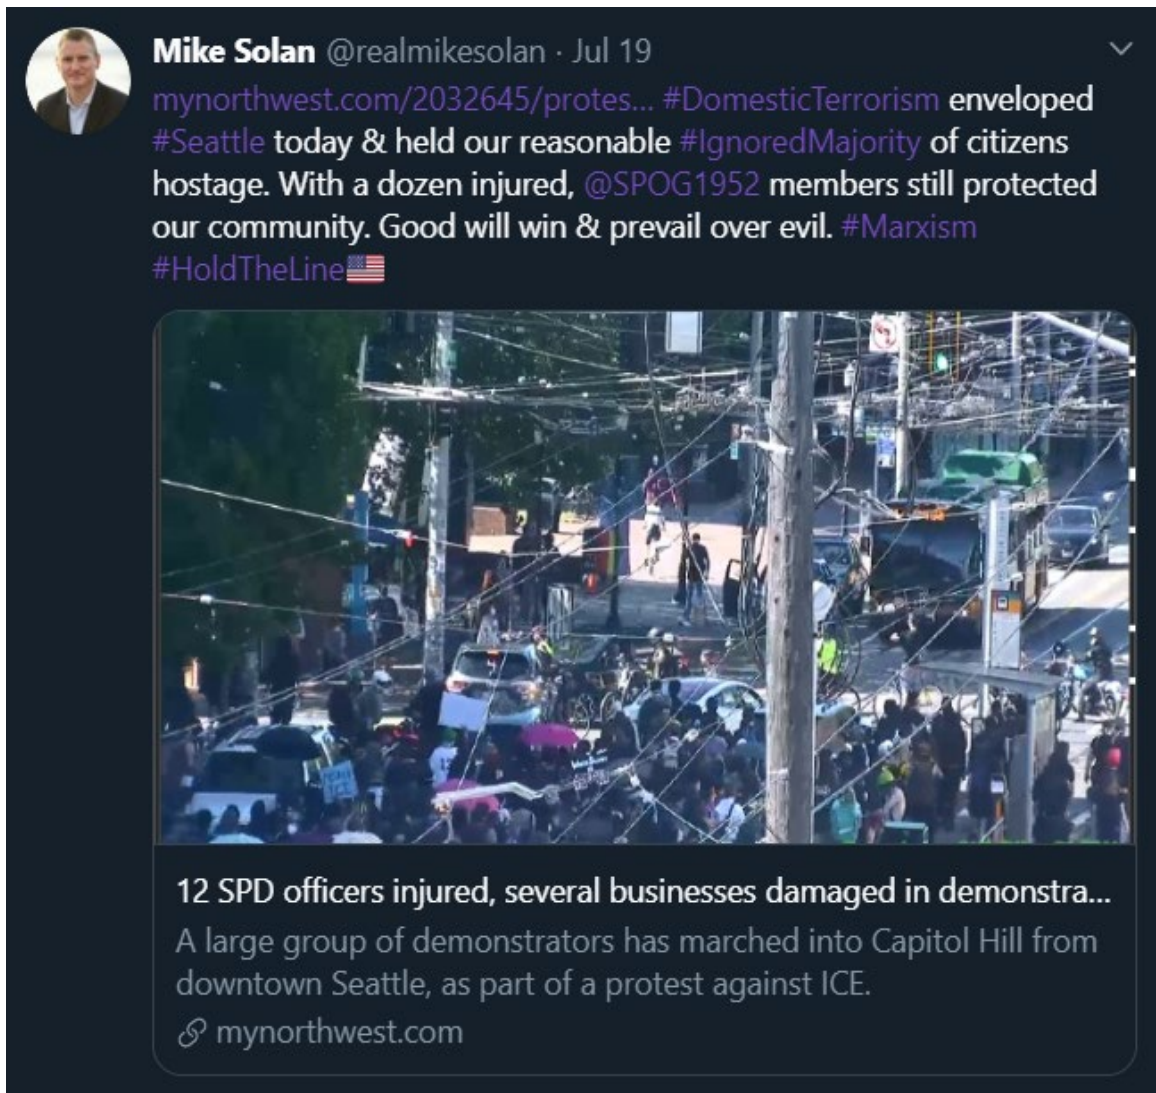 Mike Solan @realmikesolan · Jul 19
mynorthwest.com/2032645/protes... #DomesticTerrorism enveloped
#Seattle today & held our reasonable #IgnoredMajority of citizens
hostage. With a dozen injured, @SPOG1952 members still protected
our community. Good will win & prevail over evil. #Marxism
#HoldTheLine🇺🇸
12 SPD officers injured, several businesses damaged in demonstra...
A large group of demonstrators has marched into Capitol Hill from
downtown Seattle, as part of a protest against ICE.
mynorthwest.com